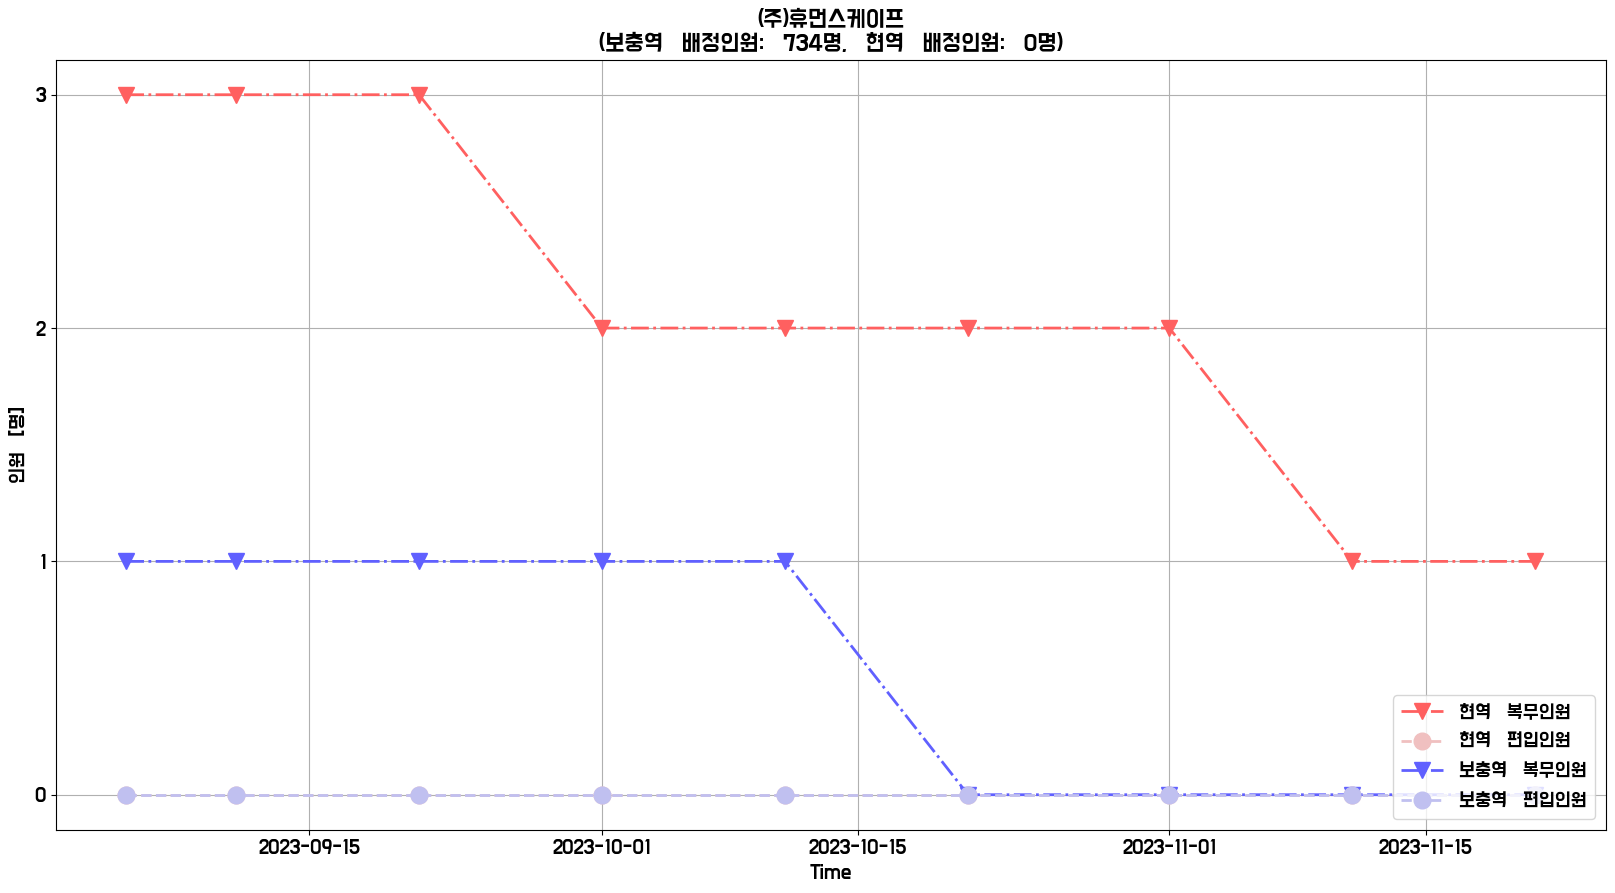 (주)휴먼스케이프
(보충역 배정인원: 734명, 현역 배정인원: 0명)
인원 [명]
3
2
1
0
현역 복무인원
현역 편입인원
보충역 복무인원
보충역 편입인원
2023-09-15
2023-10-01
2023-10-15
2023-11-01
2023-11-15
Time